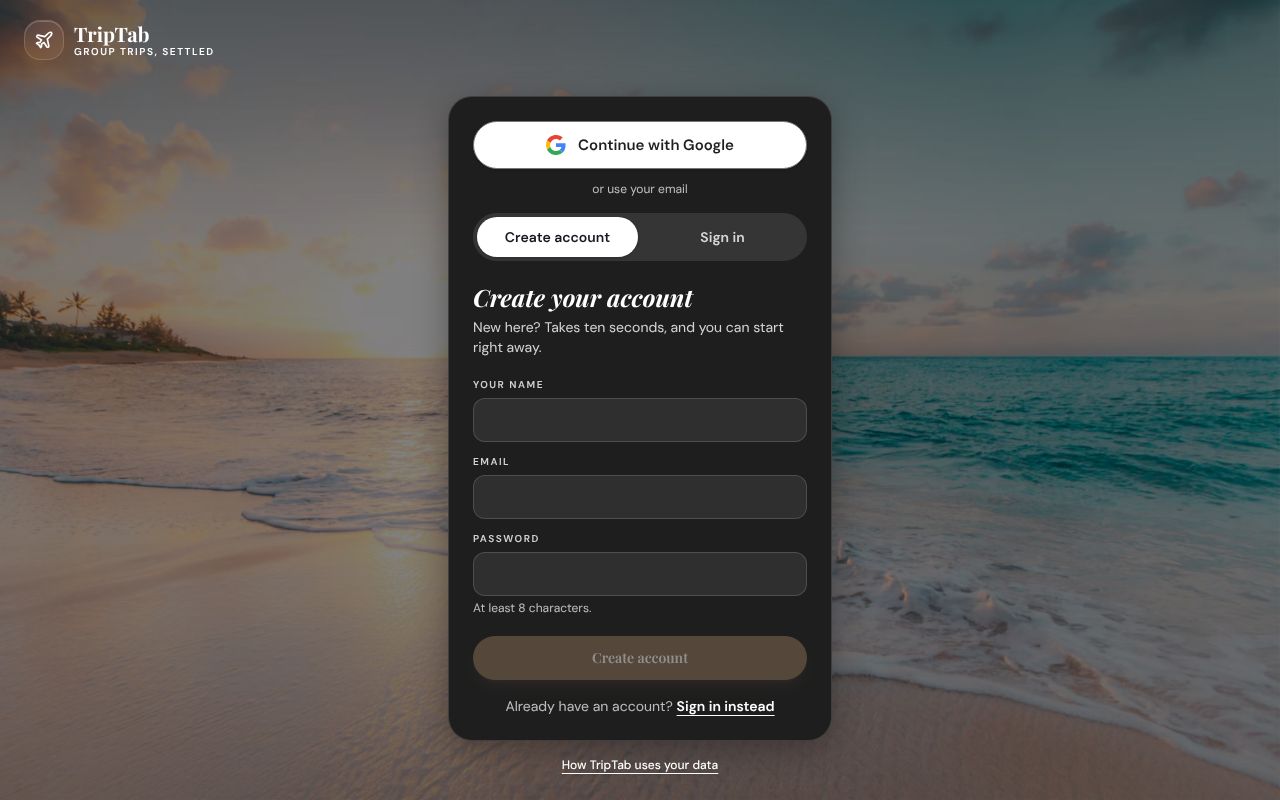 TripTab
GROUP TRIPS, SETTLED
Continue with Google
or use your email
Create account
Sign in
Create your account
New here? Takes ten seconds, and you can start
right away.
YOUR NAME
EMAIL
PASSWORD
At least 8 characters.
Create account
Already have an account? Sign in instead
How TripTab uses your data